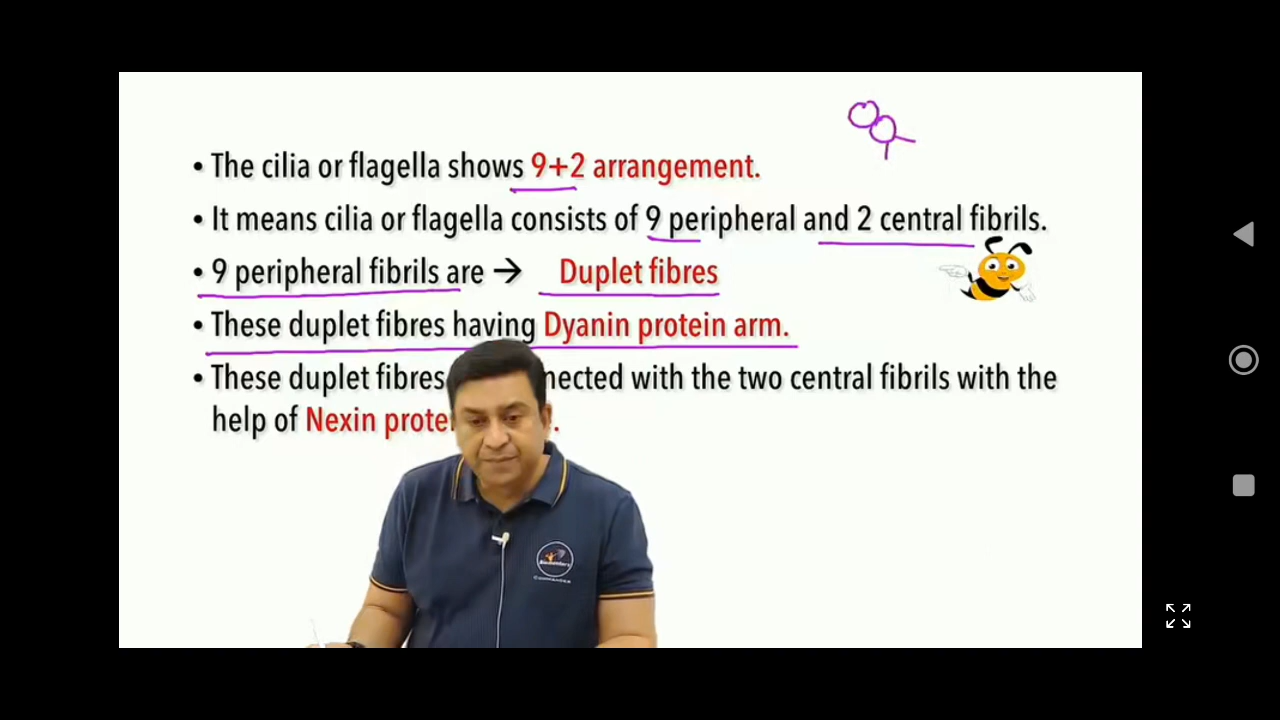 • The cilia or flagella shows 9+2 arrangement.
• It means cilia or flagella consists of 9 peripheral and 2 central fibrils.
• 9 peripheral fibrils are → Duplet fibres
• These duplet fibres having Dyanin protein arm.
• These duplet fibres nected with the two central fibrils with the
help of Nexin prote .
COMMANDER